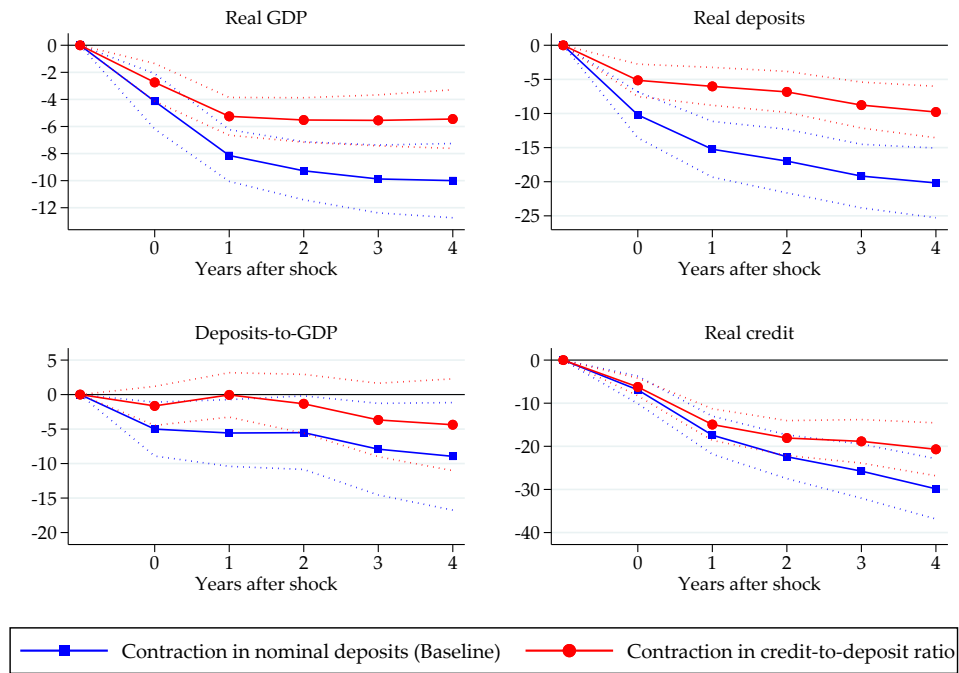 Real GDP
0
-2
-4
-6
-8
-10
-12
0 1 2 3 4
Years after shock
Real deposits
0
-5
-10
-15
-20
-25
0 1 2 3 4
Years after shock
Deposits-to-GDP
5
0
-5
-10
-15
-20
0 1 2 3 4
Years after shock
Real credit
0
-10
-20
-30
-40
0 1 2 3 4
Years after shock
Contraction in nominal deposits (Baseline) Contraction in credit-to-deposit ratio